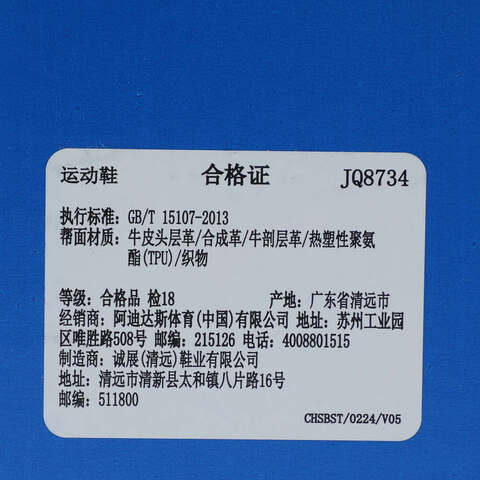 运动鞋 合格证 JQ8734
执行标准: GB/T 15107-2013
帮面材质: 牛皮头层革/合成革/牛剖层革/热塑性聚氨
酯(TPU)/织物
等级: 合格品 检18 产地: 广东省清远市
经销商: 阿迪达斯体育(中国)有限公司 地址: 苏州工业园
区唯胜路508号 邮编: 215126 电话: 4008801515
制造商: 诚展(清远)鞋业有限公司
地址: 清远市清新县太和镇八片路16号
邮编: 511800
CHSBST/0224/V05